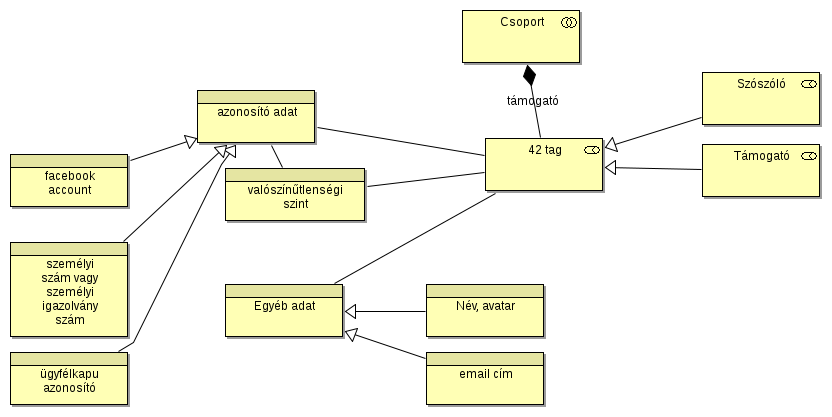 Csoport
támogató
Szószóló
azonosító adat
42 tag
Támogató
facebook
account
valószínűtlenségi
szint
személyi
szám vagy
személyi
igazolvány
szám
Egyéb adat
Név, avatar
ügyfélkapu
azonosító
email cím